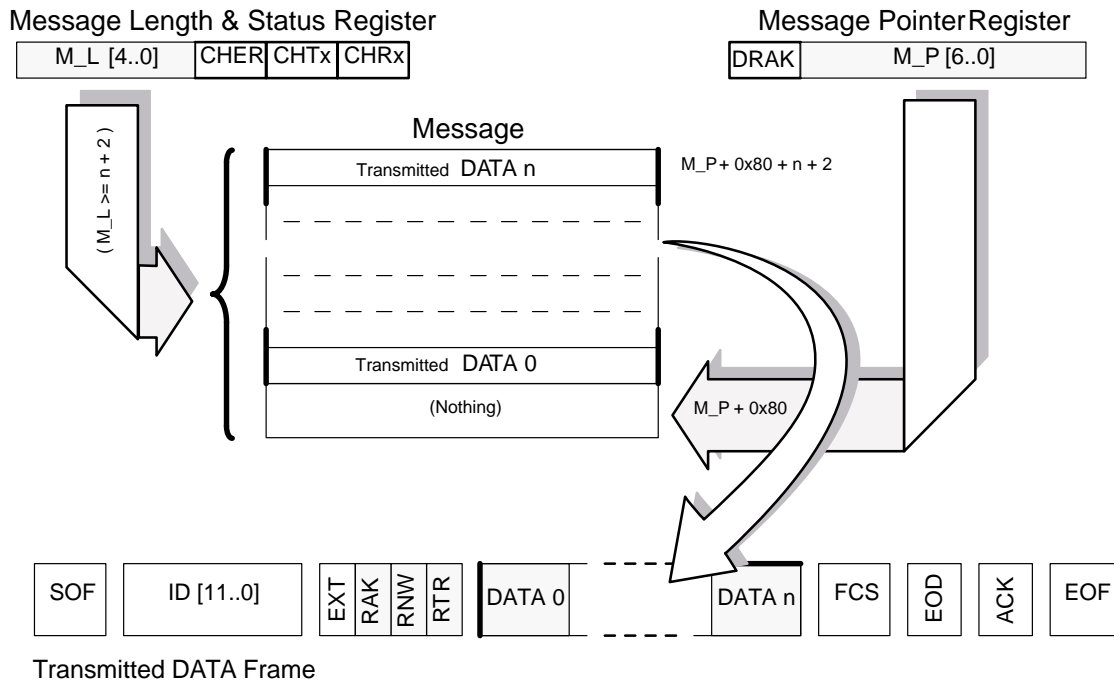 Message Length & Status Register
Message Pointer Register
M_L [4..0] CHER CHTx CHRx
DRAK M_P [6..0]
Message
( M_L >= n + 2 )
Transmitted DATA n
M_P + 0x80 + n + 2
Transmitted DATA 0
(Nothing)
M_P + 0x80
SOF ID [11..0] EXT RAK RNW RTR DATA 0 DATA n FCS EOD ACK EOF
Transmitted DATA Frame